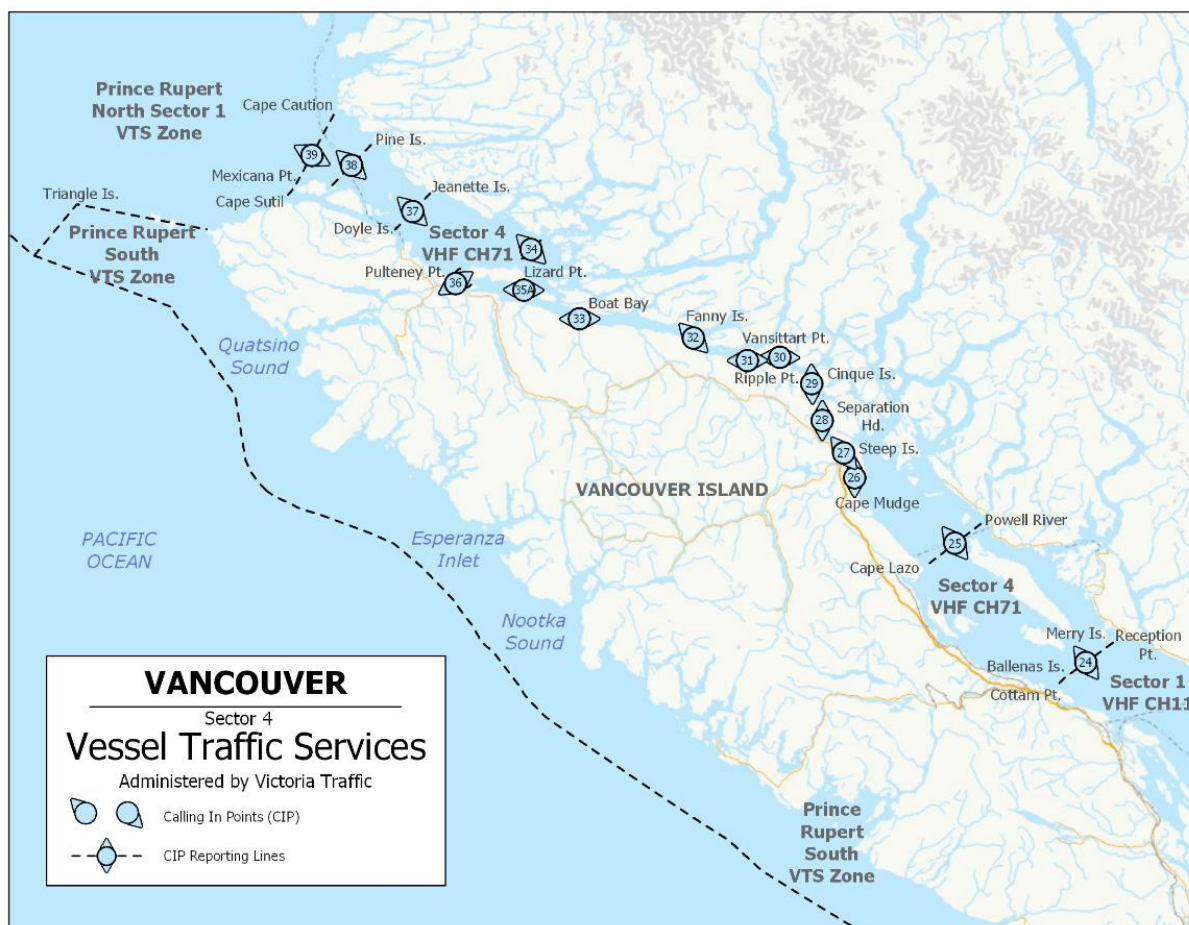 Prince Rupert
North Sector 1
VTS Zone
Cape Caution
39
Pine Is.
38
Mexicana Pt.
Cape Sutil
Triangle Is.
Prince Rupert
South
VTS Zone
Jeanette Is.
37
Doyle Is.
Sector 4
VHF CH71
34
Pulteney Pt.
36
Lizard Pt.
35A
Boat Bay
33
Fanny Is.
32
Vansittart Pt.
31
30
Ripple Pt.
29
Cinque Is.
28
Separation
Hd.
27
Steep Is.
26
Cape Mudge
Quatsino
Sound
VANCOUVER ISLAND
Powell River
25
Cape Lazo
PACIFIC
OCEAN
Esperanza
Inlet
Sector 4
VHF CH71
Nootka
Sound
Merry Is.
Reception
Pt.
24
Ballenas Is.
Cottam Pt.
Sector 1
VHF CH11
VANCOUVER
Sector 4
Vessel Traffic Services
Administered by Victoria Traffic
Calling In Points (CIP)
CIP Reporting Lines
Prince
Rupert
South
VTS Zone